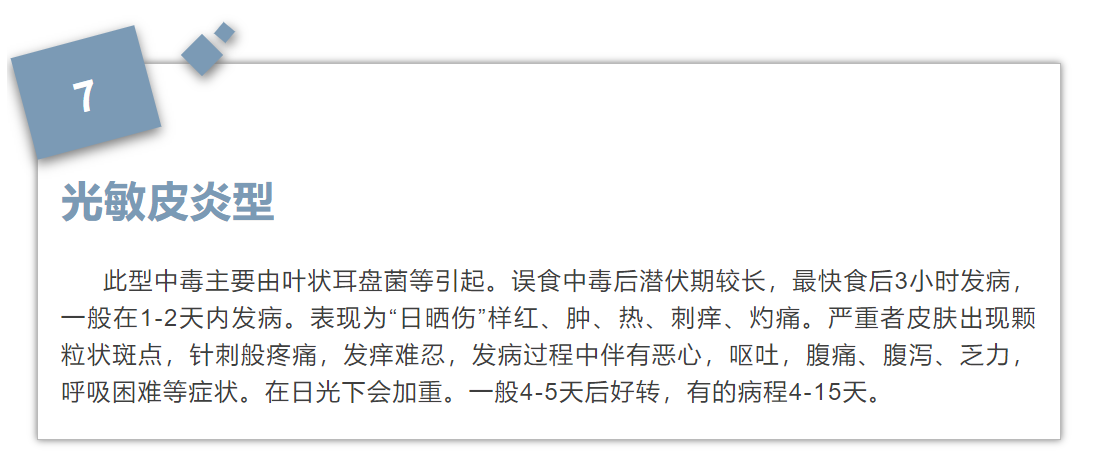 7
光敏皮炎型
此型中毒主要由叶状耳盘菌等引起。误食中毒后潜伏期较长，最快食后3小时发病，
一般在1-2天内发病。表现为“日晒伤”样红、肿、热、刺痒、灼痛。严重者皮肤出现颗
粒状斑点，针刺般疼痛，发痒难忍，发病过程中伴有恶心，呕吐，腹痛、腹泻、乏力，
呼吸困难等症状。在日光下会加重。一般4-5天后好转，有的病程4-15天。